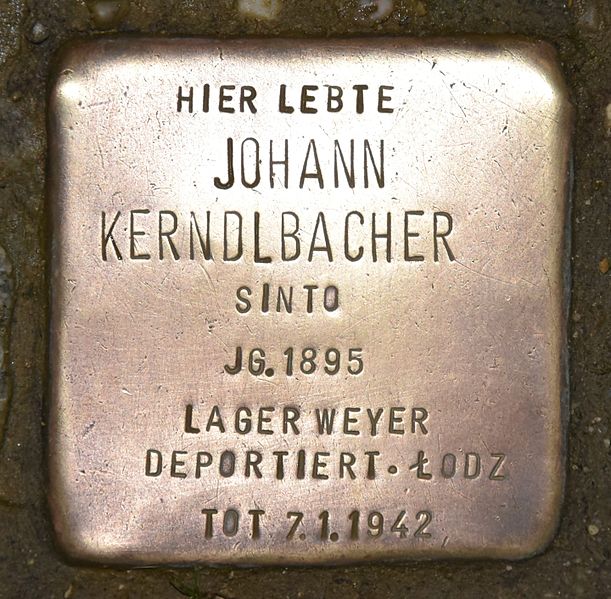 HIER LEBTE
JOHANN
KERNDLBACHER
SINTO
JG. 1895
LAGER WEYER
DEPORTIERT · ŁODZ
TOT 7.1.1942